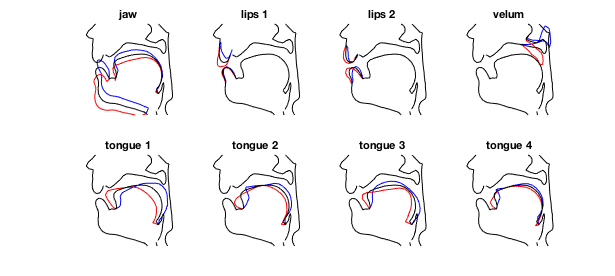 jaw
lips 1
lips 2
velum
tongue 1
tongue 2
tongue 3
tongue 4